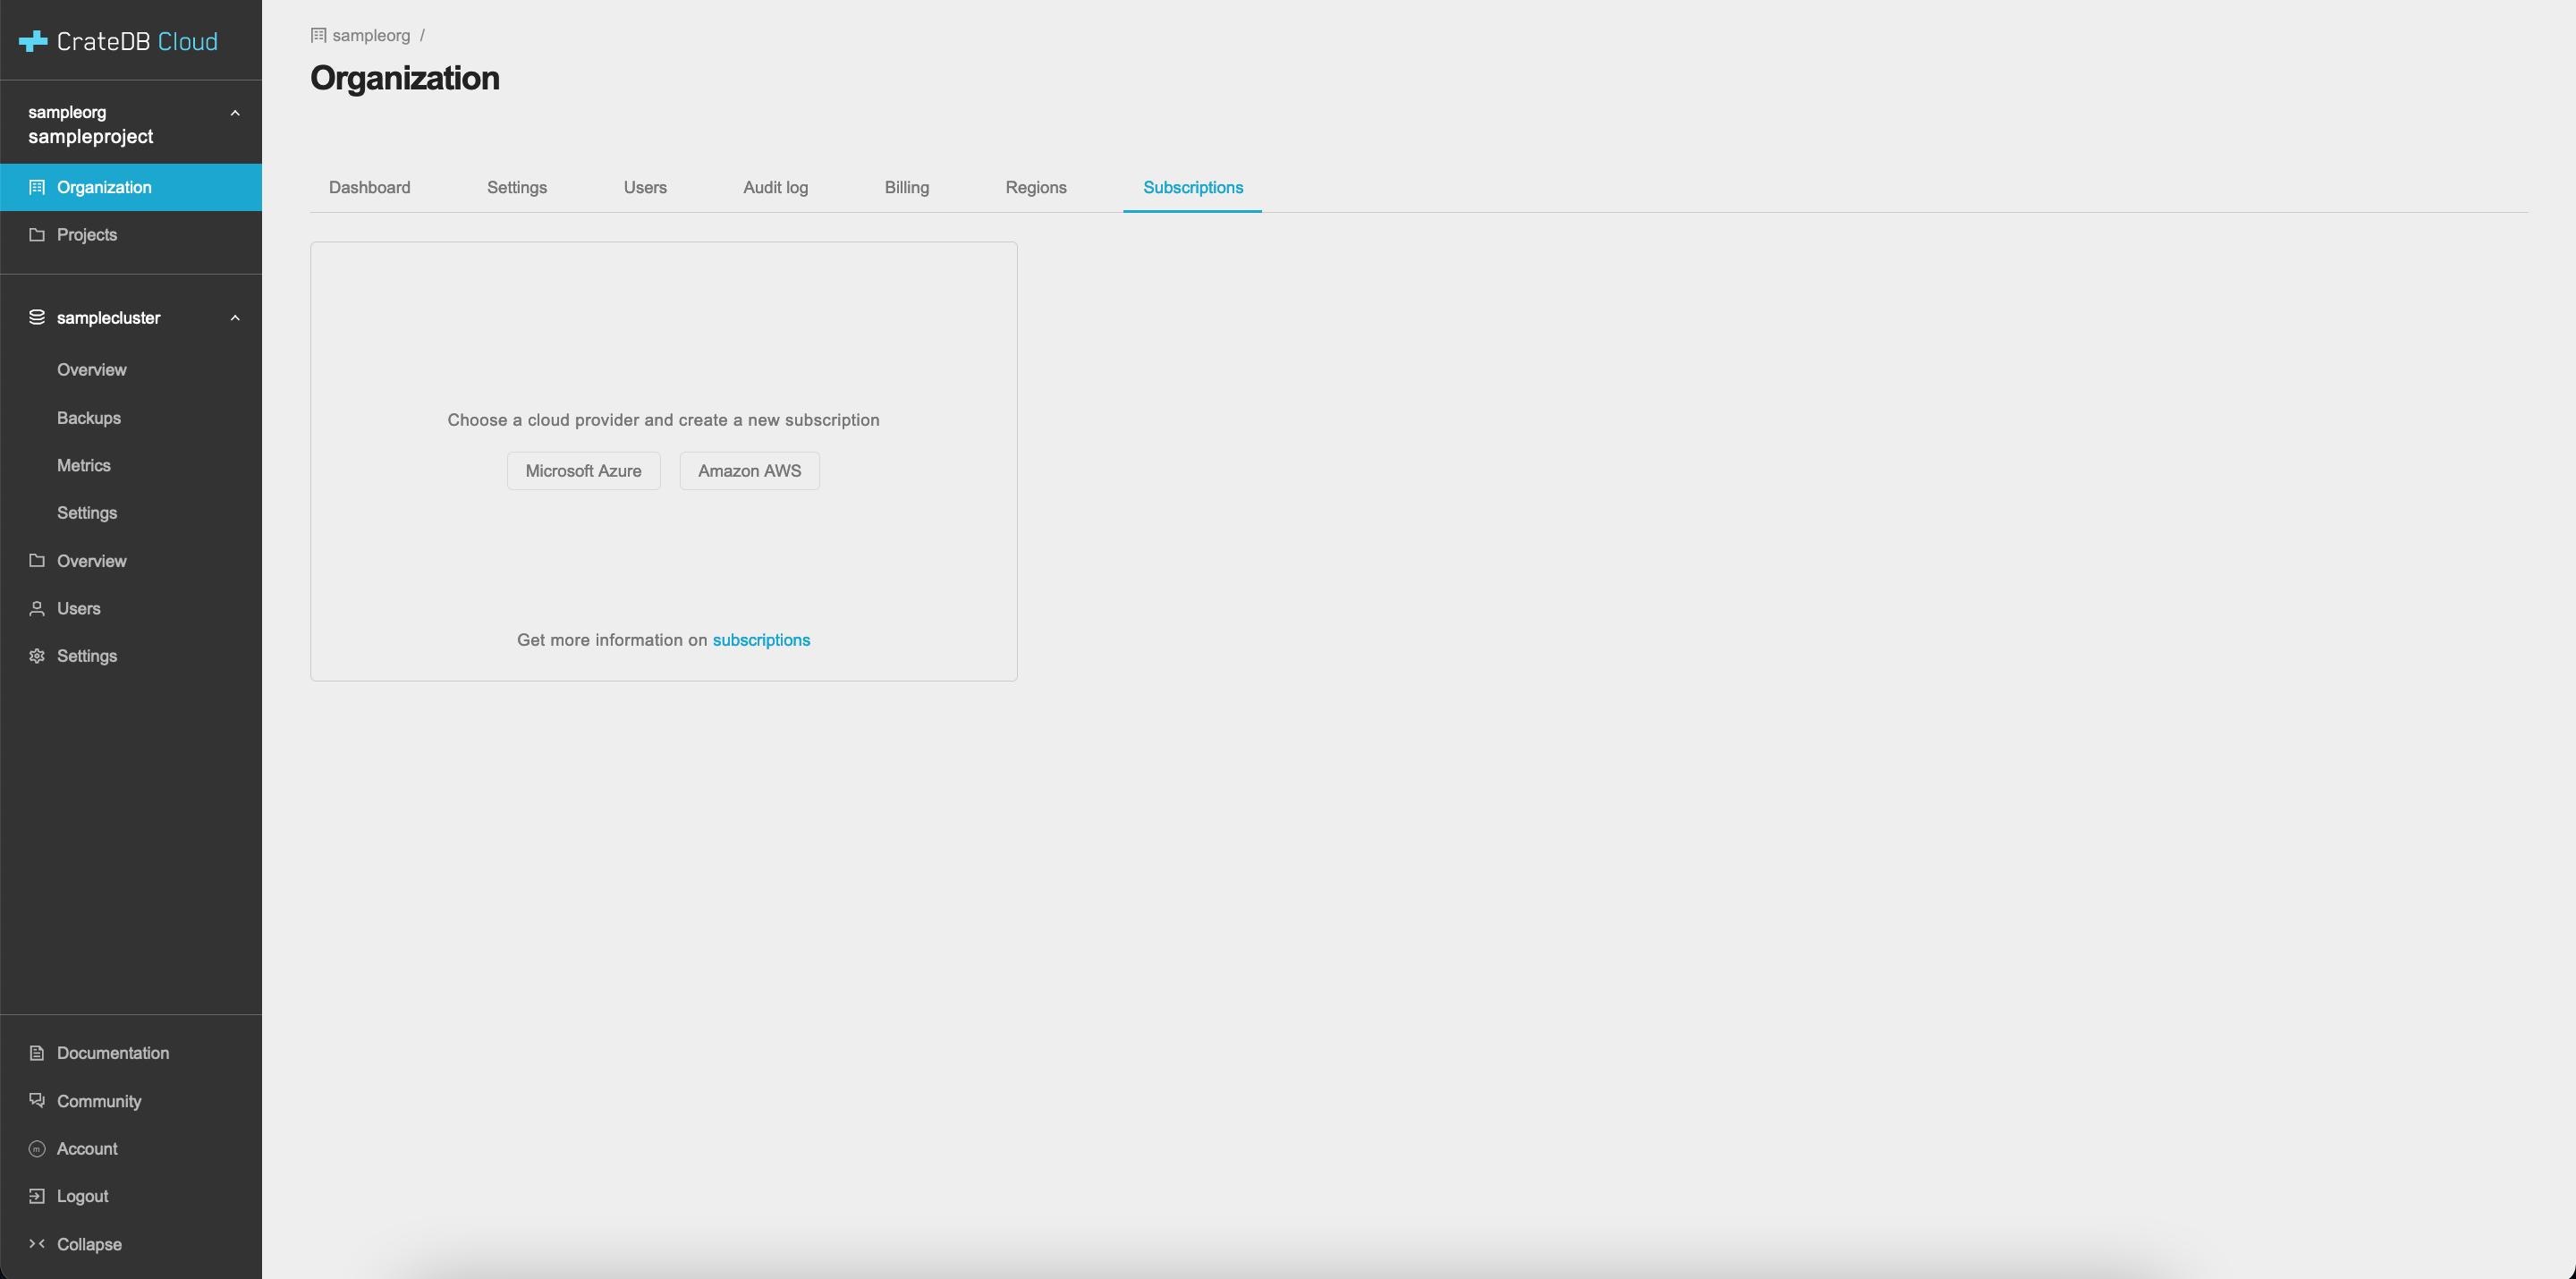 CrateDB Cloud
sampleorg
sampleproject
Organization
Projects
samplecluster
Overview
Backups
Metrics
Settings
Overview
Users
Settings
Documentation
Community
m
Account
Logout
Collapse
sampleorg /
Organization
Dashboard Settings Users Audit log Billing Regions Subscriptions
Choose a cloud provider and create a new subscription
Microsoft Azure Amazon AWS
Get more information on subscriptions